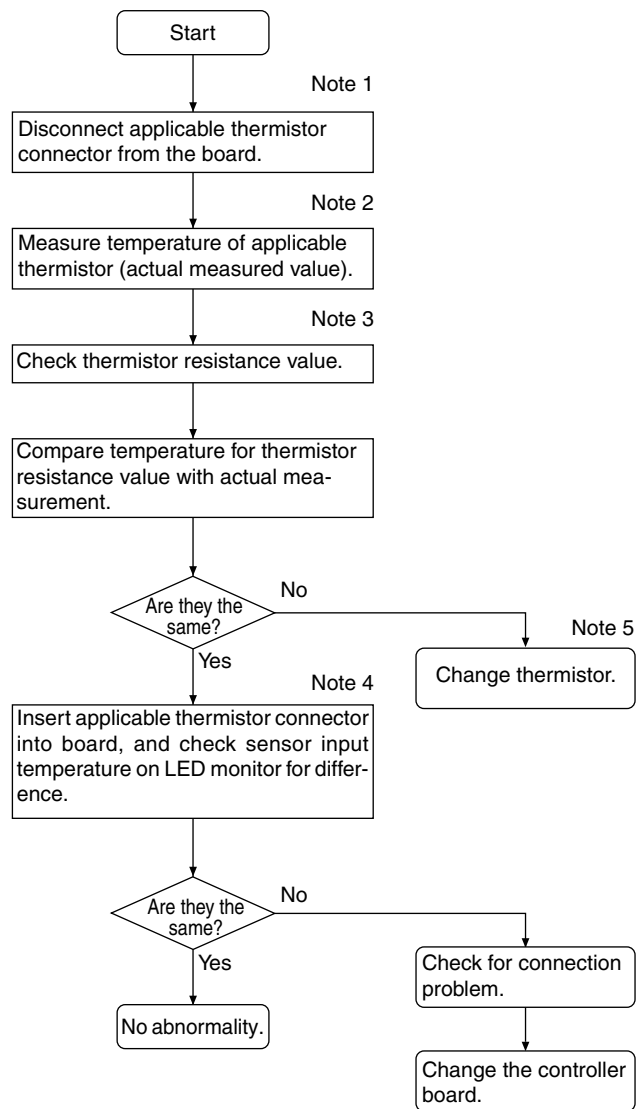 Start
Note 1
Disconnect applicable thermistor
connector from the board.
Note 2
Measure temperature of applicable
thermistor (actual measured value).
Note 3
Check thermistor resistance value.
Compare temperature for thermistor
resistance value with actual mea-
surement.
Are they the
same?
No
Yes
Note 5
Change thermistor.
Note 4
Insert applicable thermistor connector
into board, and check sensor input
temperature on LED monitor for differ-
ence.
Are they the
same?
No
Yes
Check for connection
problem.
No abnormality.
Change the controller
board.